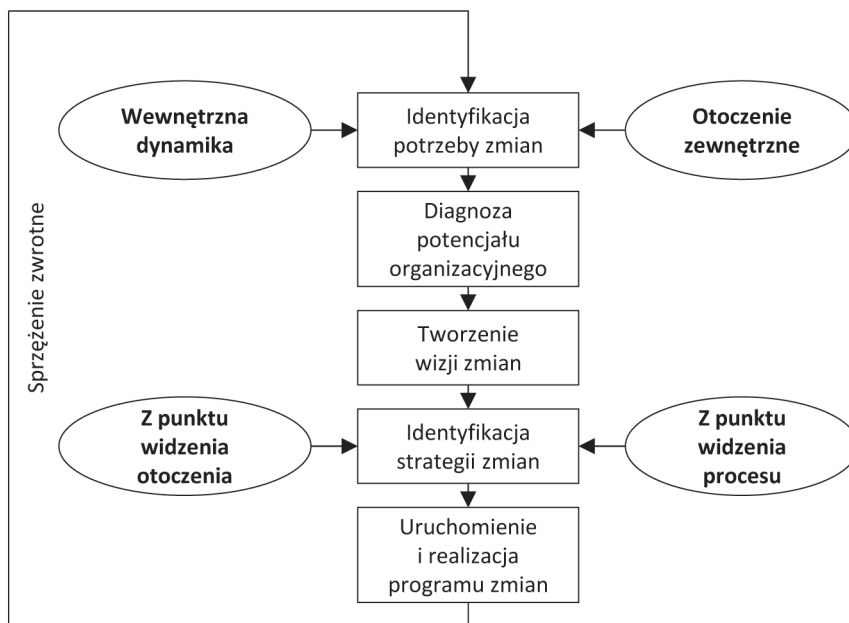 Wewnętrzna
dynamika
Identyfikacja
potrzeby zmian
Otoczenie
zewnętrzne
Diagnoza
potencjału
organizacyjnego
Sprzężenie zwrotne
Tworzenie
wizji zmian
Z punktu
widzenia
otoczenia
Identyfikacja
strategii zmian
Z punktu
widzenia
procesu
Uruchomienie
i realizacja
programu zmian